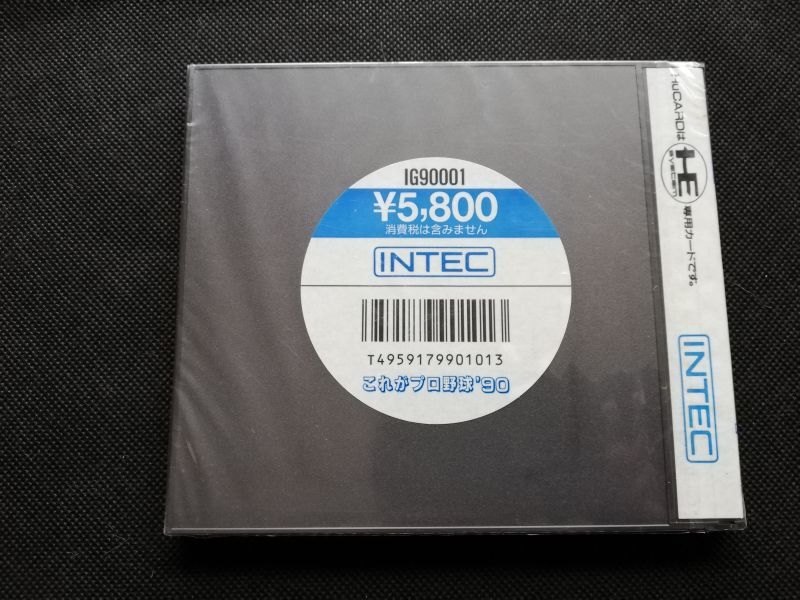 IG90001
¥5,800
消費税は含みません
INTEC
T4959179901013
これがプロ野球'90
HuCARDは
HE
SYSTEM
専用カードです。
INTEC